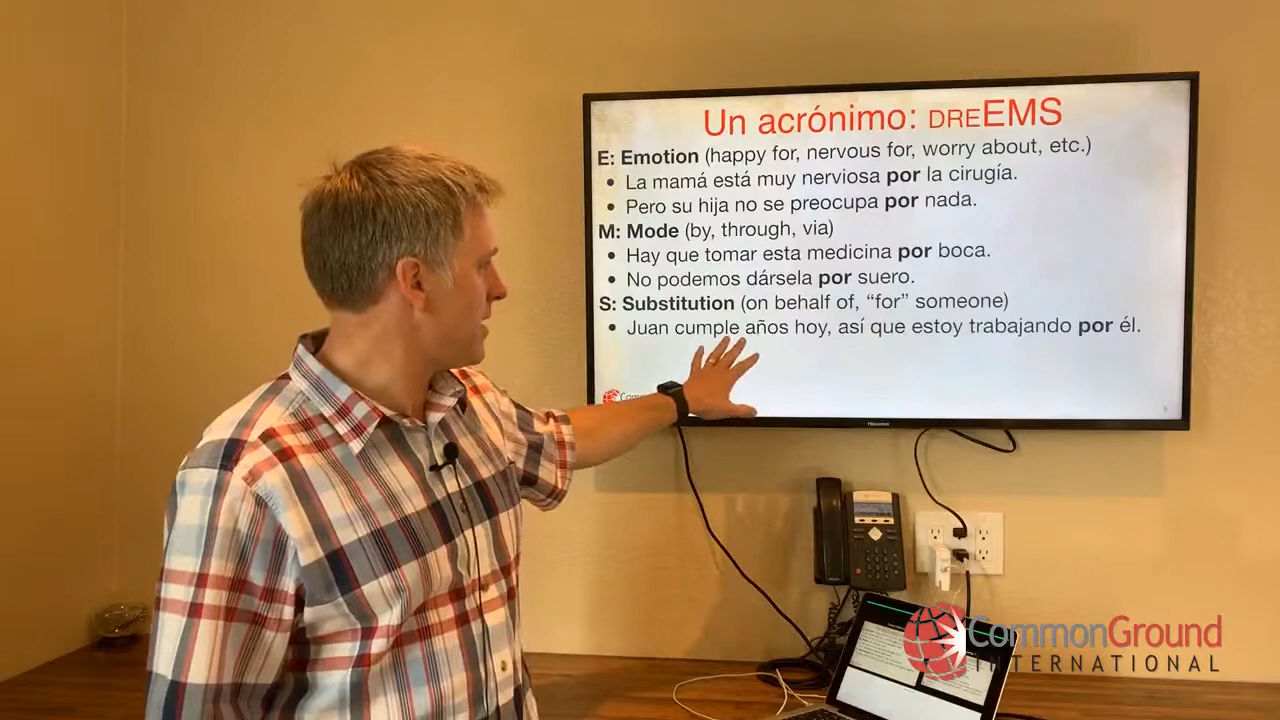 Un acrónimo: DREEMS
E: Emotion (happy for, nervous for, worry about, etc.)
• La mamá está muy nerviosa por la cirugía.
• Pero su hija no se preocupa por nada.
M: Mode (by, through, via)
• Hay que tomar esta medicina por boca.
• No podemos dársela por suero.
S: Substitution (on behalf of, “for” someone)
• Juan cumple años hoy, así que estoy trabajando por él.
5
Hisense
CommonGround
INTERNATIONAL